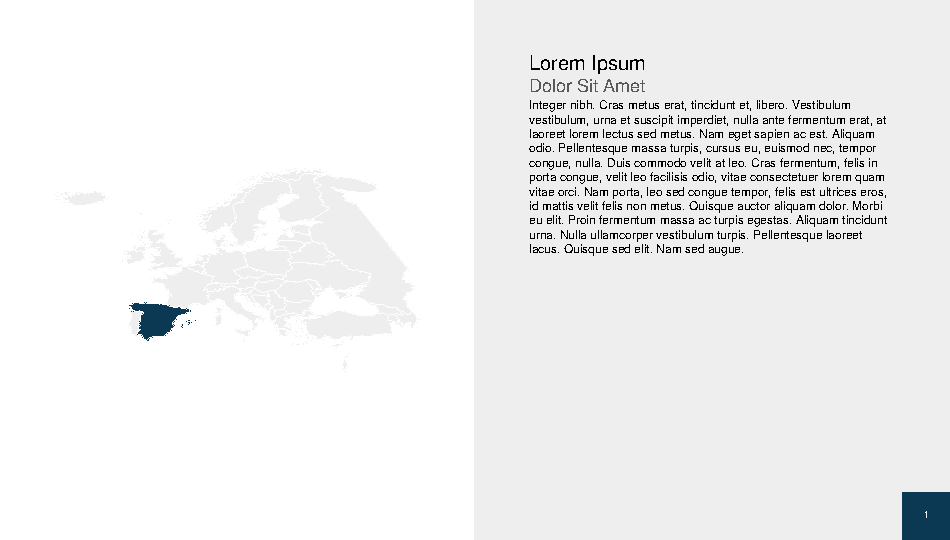 Lorem Ipsum
Dolor Sit Amet
Integer nibh. Cras metus erat, tincidunt et, libero. Vestibulum
vestibulum, urna et suscipit imperdiet, nulla ante fermentum erat, at
laoreet lorem lectus sed metus. Nam eget sapien ac est. Aliquam
odio. Pellentesque massa turpis, cursus eu, euismod nec, tempor
congue, nulla. Duis commodo velit at leo. Cras fermentum, felis in
porta congue, velit leo facilisis odio, vitae consectetuer lorem quam
vitae orci. Nam porta, leo sed congue tempor, felis est ultrices eros,
id mattis velit felis non metus. Quisque auctor aliquam dolor. Morbi
eu elit. Proin fermentum massa ac turpis egestas. Aliquam tincidunt
urna. Nulla ullamcorper vestibulum turpis. Pellentesque laoreet
lacus. Quisque sed elit. Nam sed augue.
1